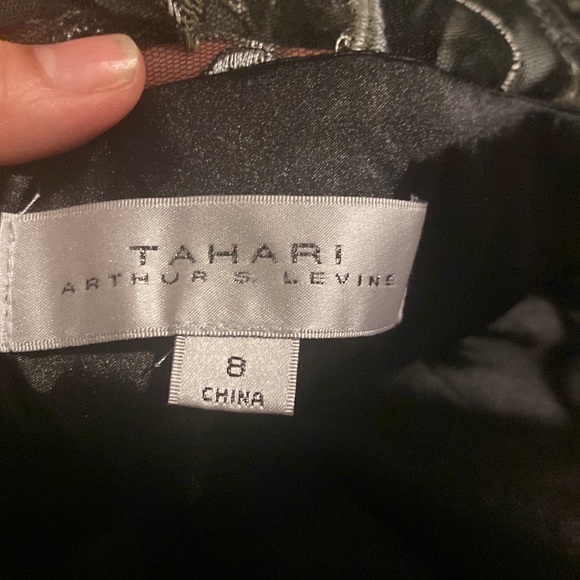 TAHARI
ARTHUR S. LEVINE
8
CHINA